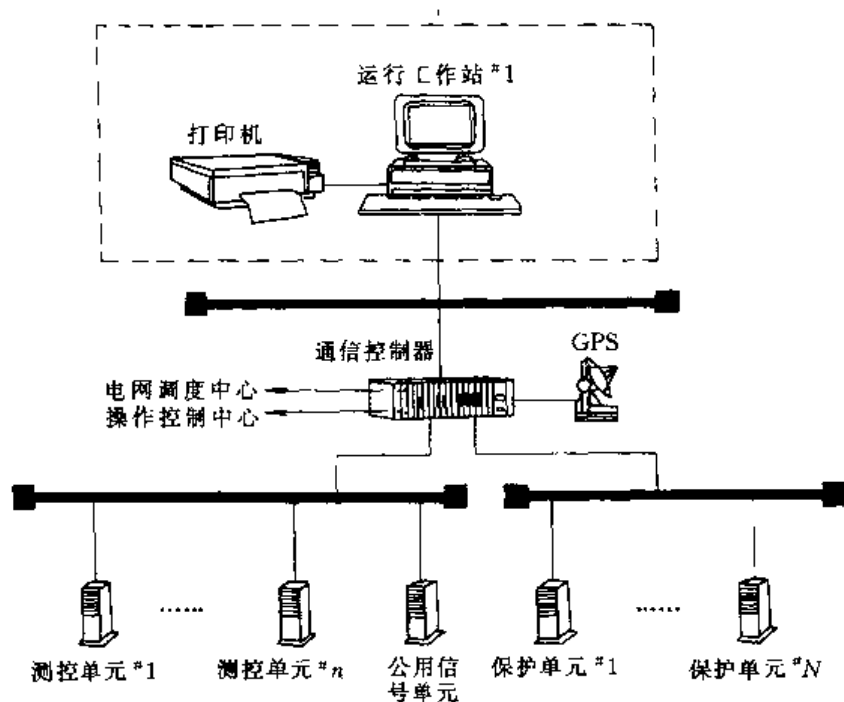 运行工作站#1
打印机
通信控制器
GPS
电网调度中心
操作控制中心
测控单元#1
......
测控单元#n
公用信
号单元
保护单元#1
......
保护单元#N